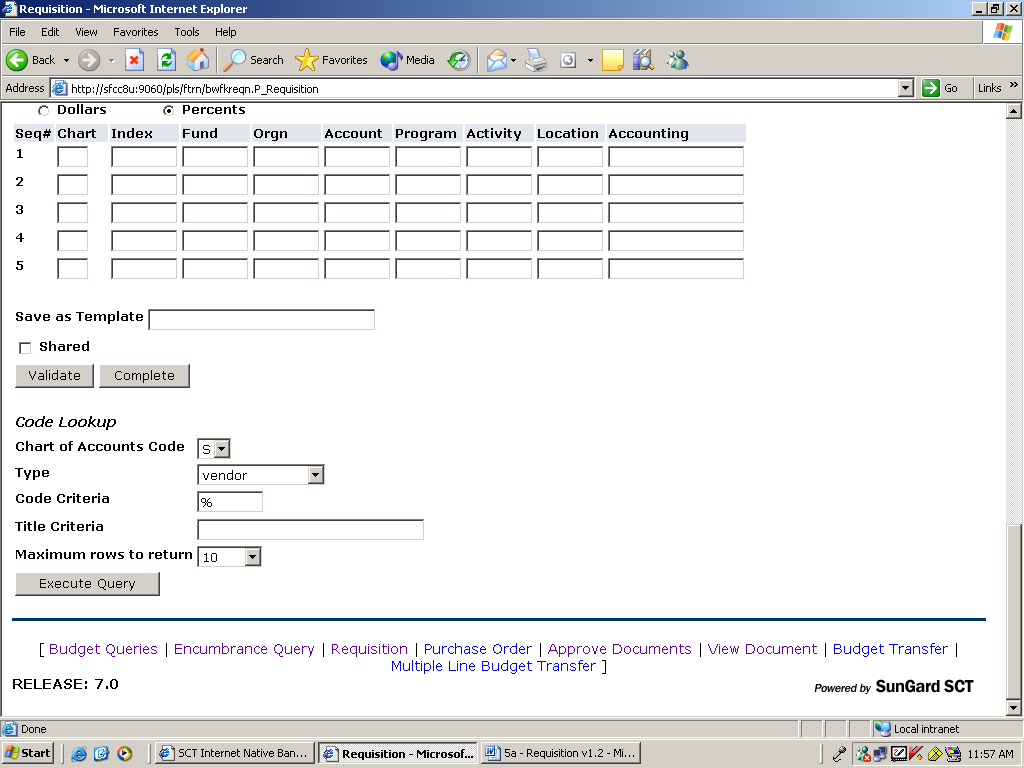 Requisition - Microsoft Internet Explorer
File Edit View Favorites Tools Help
Back Search Favorites Media
Address http://sfcc8u:9060/pls/ftrn/bwfkreqn.P_Requisition Go Links »
Dollars Percents
Seq# Chart Index Fund Orgn Account Program Activity Location Accounting
1
2
3
4
5
Save as Template
Shared
Validate Complete
Code Lookup
Chart of Accounts Code S
Type vendor
Code Criteria %
Title Criteria
Maximum rows to return 10
Execute Query
[ Budget Queries | Encumbrance Query | Requisition | Purchase Order | Approve Documents | View Document | Budget Transfer |
Multiple Line Budget Transfer ]
RELEASE: 7.0
Powered by SunGard SCT
Done Local intranet
Start SCT Internet Native Ban... Requisition - Microsof... 5a - Requisition v1.2 - Mi... 11:57 AM